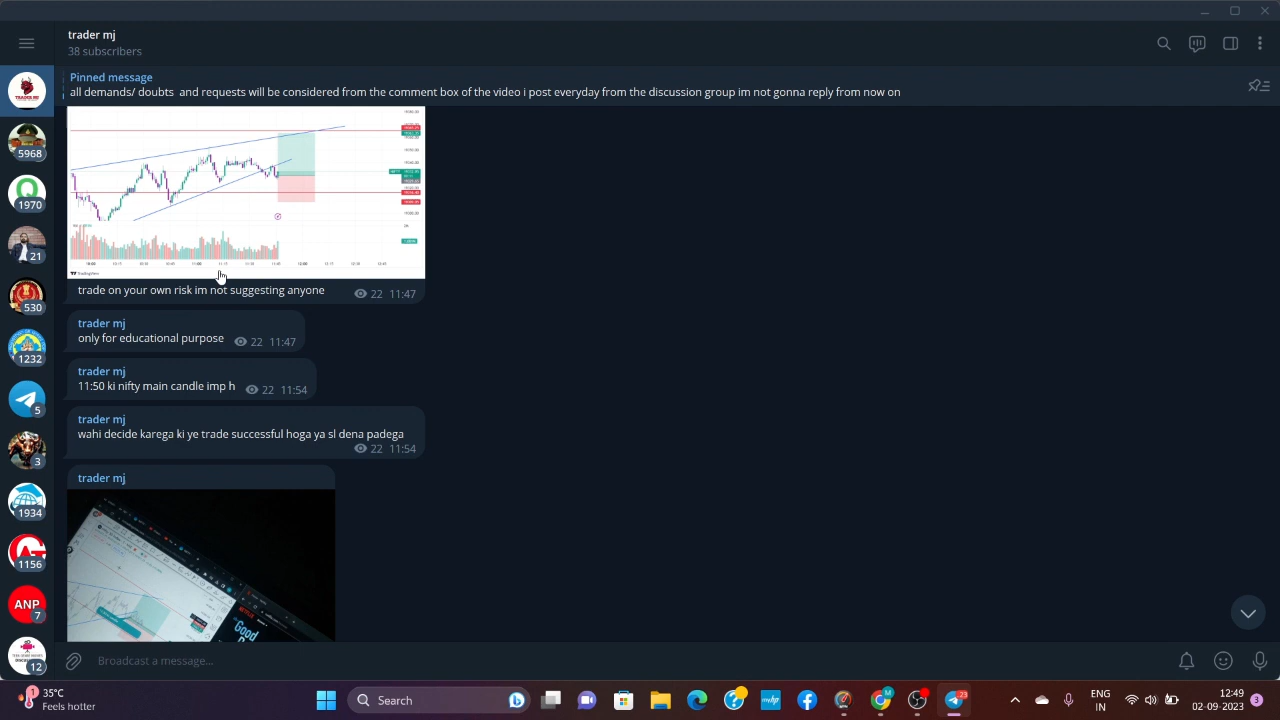 trader mj
38 subscribers
Pinned message
all demands/ doubts and requests will be considered from the comment box of the video i post everyday from the discussion group im not gonna reply from now on
TradingView
trade on your own risk im not suggesting anyone
22 11:47
trader mj
only for educational purpose
22 11:47
trader mj
11:50 ki nifty main candle imp h
22 11:54
trader mj
wahi decide karega ki ye trade successful hoga ya sl dena padega
22 11:54
trader mj
NETFLIX
Good
5968
1970
21
530
1232
5
3
1934
1156
ANP
7
12
Broadcast a message...
1
35°C
Feels hotter
Search
hp
M
23
ENG
IN
12:49
02-09-2023
3